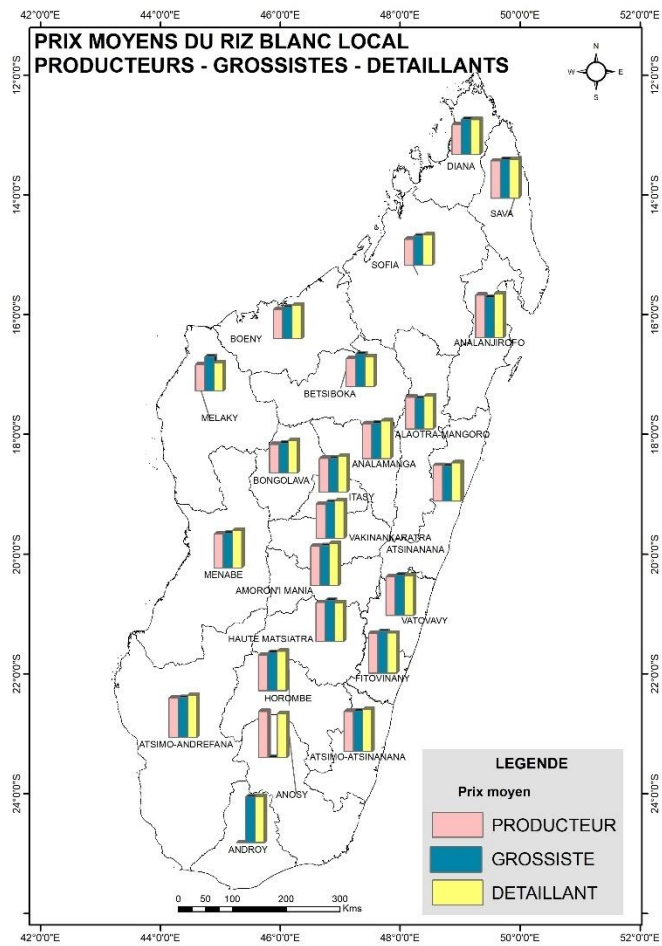 42°0'0"E 44°0'0"E 46°0'0"E 48°0'0"E 50°0'0"E 52°0'0"E
PRIX MOYENS DU RIZ BLANC LOCAL
PRODUCTEURS - GROSSISTES - DETAILLANTS
N
W E
S
12°0'0"S 12°0'0"S
DIANA
14°0'0"S 14°0'0"S
SAVA
SOFIA
16°0'0"S 16°0'0"S
BOENY
ANALANJIROFO
BETSIBOKA
MELAKY
18°0'0"S 18°0'0"S
ALAOTRA-MANGORO
ANALAMANGA
BONGOLAVA
ITASY
VAKINANKARATRA
ATSINANANA
20°0'0"S 20°0'0"S
MENABE
AMORON'I MANIA
VATOVAVY
HAUTE MATSIATRA
22°0'0"S 22°0'0"S
FITOVINANY
HOROMBE
ATSIMO-ANDREFANA
ATSIMO-ATSINANANA
ANOSY
24°0'0"S 24°0'0"S
ANDROY
LEGENDE
Prix moyen
PRODUCTEUR
GROSSISTE
DETAILLANT
0 50 100 200 300
Kms
42°0'0"E 44°0'0"E 46°0'0"E 48°0'0"E 50°0'0"E 52°0'0"E